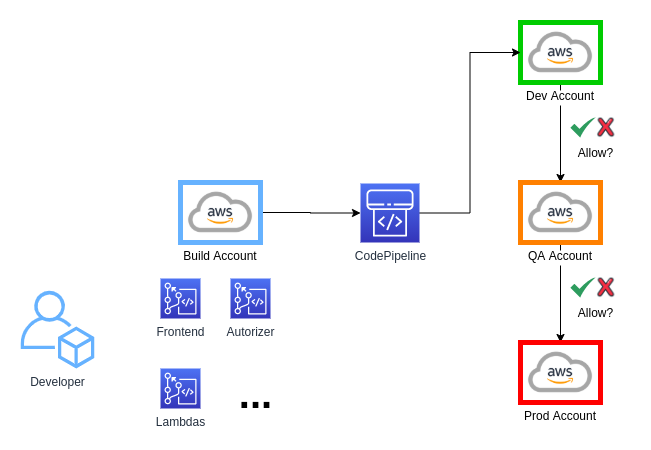 aws
Dev Account
Allow?
aws
Build Account
CodePipeline
aws
QA Account
Frontend
Autorizer
Allow?
Developer
Lambdas
...
aws
Prod Account